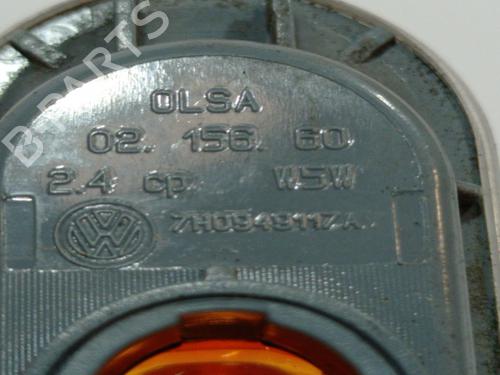 OLSA
02. 156. 60
2.4 cp W5W
7H0949117A
B-PARTS